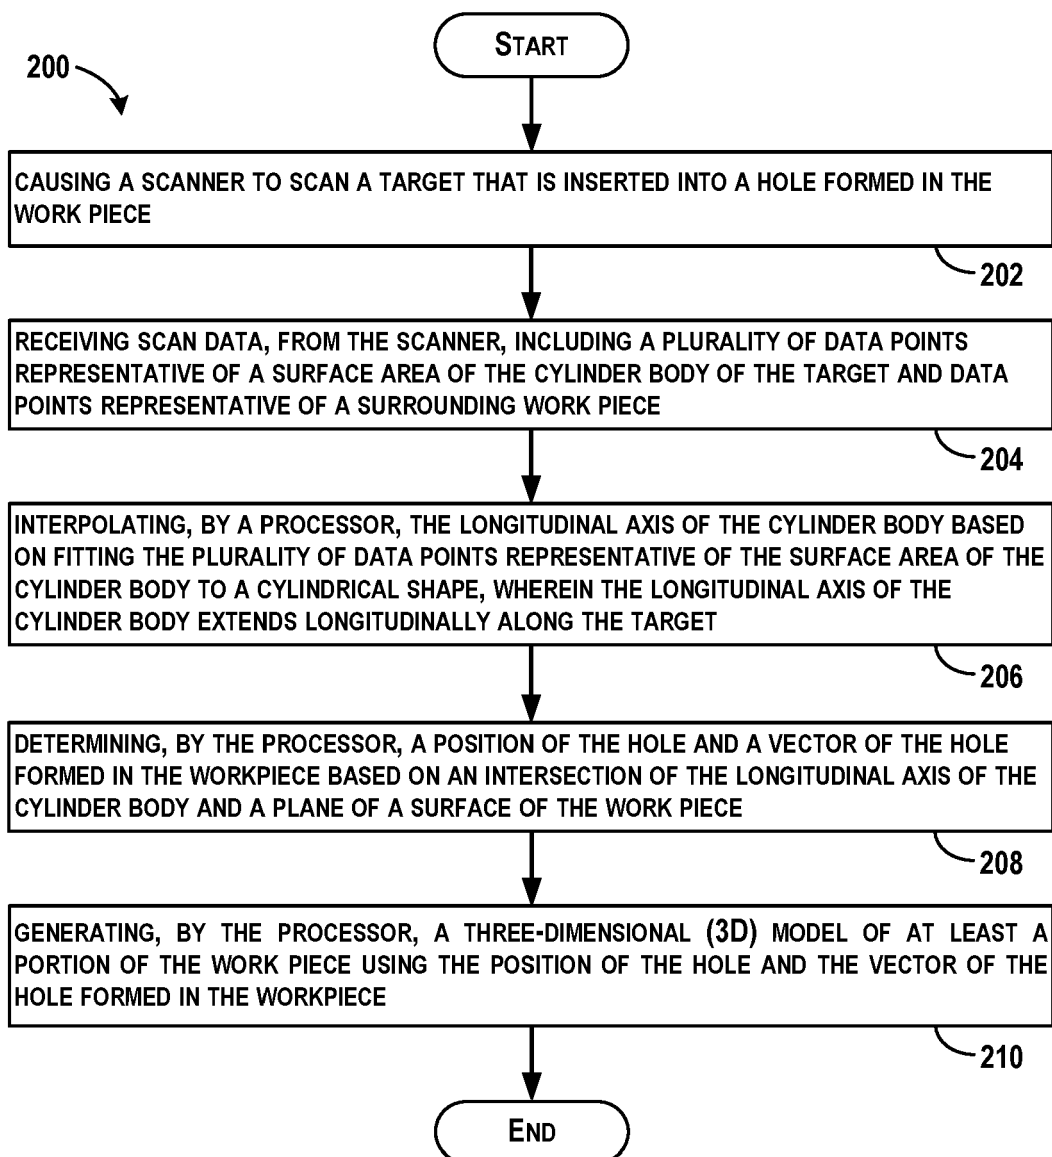 START
200
CAUSING A SCANNER TO SCAN A TARGET THAT IS INSERTED INTO A HOLE FORMED IN THE
WORK PIECE
202
RECEIVING SCAN DATA, FROM THE SCANNER, INCLUDING A PLURALITY OF DATA POINTS
REPRESENTATIVE OF A SURFACE AREA OF THE CYLINDER BODY OF THE TARGET AND DATA
POINTS REPRESENTATIVE OF A SURROUNDING WORK PIECE
204
INTERPOLATING, BY A PROCESSOR, THE LONGITUDINAL AXIS OF THE CYLINDER BODY BASED
ON FITTING THE PLURALITY OF DATA POINTS REPRESENTATIVE OF THE SURFACE AREA OF THE
CYLINDER BODY TO A CYLINDRICAL SHAPE, WHEREIN THE LONGITUDINAL AXIS OF THE
CYLINDER BODY EXTENDS LONGITUDINALLY ALONG THE TARGET
206
DETERMINING, BY THE PROCESSOR, A POSITION OF THE HOLE AND A VECTOR OF THE HOLE
FORMED IN THE WORKPIECE BASED ON AN INTERSECTION OF THE LONGITUDINAL AXIS OF THE
CYLINDER BODY AND A PLANE OF A SURFACE OF THE WORK PIECE
208
GENERATING, BY THE PROCESSOR, A THREE-DIMENSIONAL (3D) MODEL OF AT LEAST A
PORTION OF THE WORK PIECE USING THE POSITION OF THE HOLE AND THE VECTOR OF THE
HOLE FORMED IN THE WORKPIECE
210
END